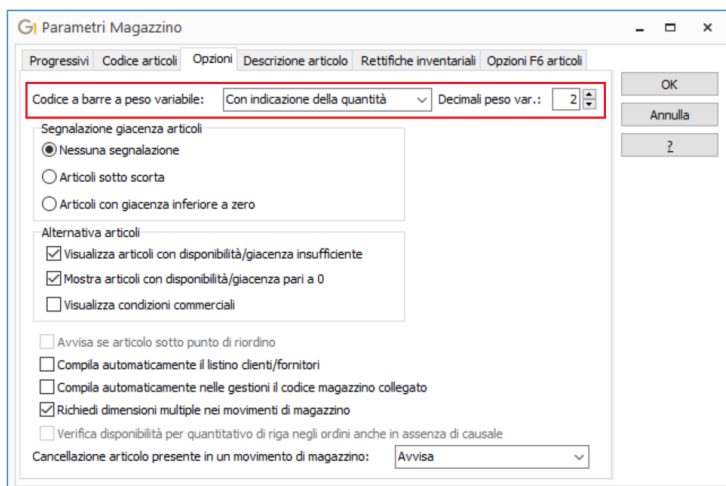 G1 Parametri Magazzino
Progressivi Codice articoli Opzioni Descrizione articolo Rettifiche inventariali Opzioni F6 articoli
OK
Annulla
?
Codice a barre a peso variabile: Con indicazione della quantità Decimali peso var.: 2
Segnalazione giacenza articoli
Nessuna segnalazione
Articoli sotto scorta
Articoli con giacenza inferiore a zero
Alternativa articoli
Visualizza articoli con disponibilità/giacenza insufficiente
Mostra articoli con disponibilità/giacenza pari a 0
Visualizza condizioni commerciali
Avvisa se articolo sotto punto di riordino
Compila automaticamente il listino clienti/fornitori
Compila automaticamente nelle gestioni il codice magazzino collegato
Richiedi dimensioni multiple nei movimenti di magazzino
Verifica disponibilità per quantitativo di riga negli ordini anche in assenza di causale
Cancellazione articolo presente in un movimento di magazzino: Avvisa